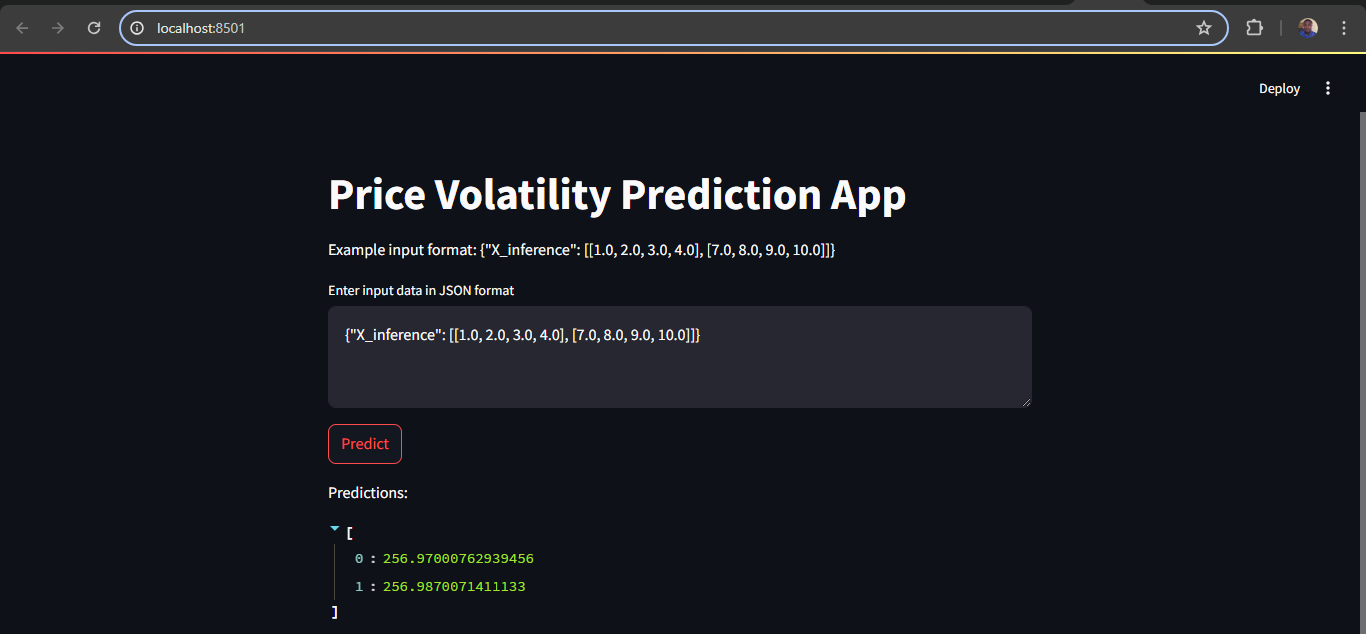 localhost:8501
Deploy
Price Volatility Prediction App
Example input format: {"X_inference": [[1.0, 2.0, 3.0, 4.0], [7.0, 8.0, 9.0, 10.0]]}
Enter input data in JSON format
{"X_inference": [[1.0, 2.0, 3.0, 4.0], [7.0, 8.0, 9.0, 10.0]]}
Predict
Predictions:
[
0 : 256.97000762939456
1 : 256.9870071411133
]